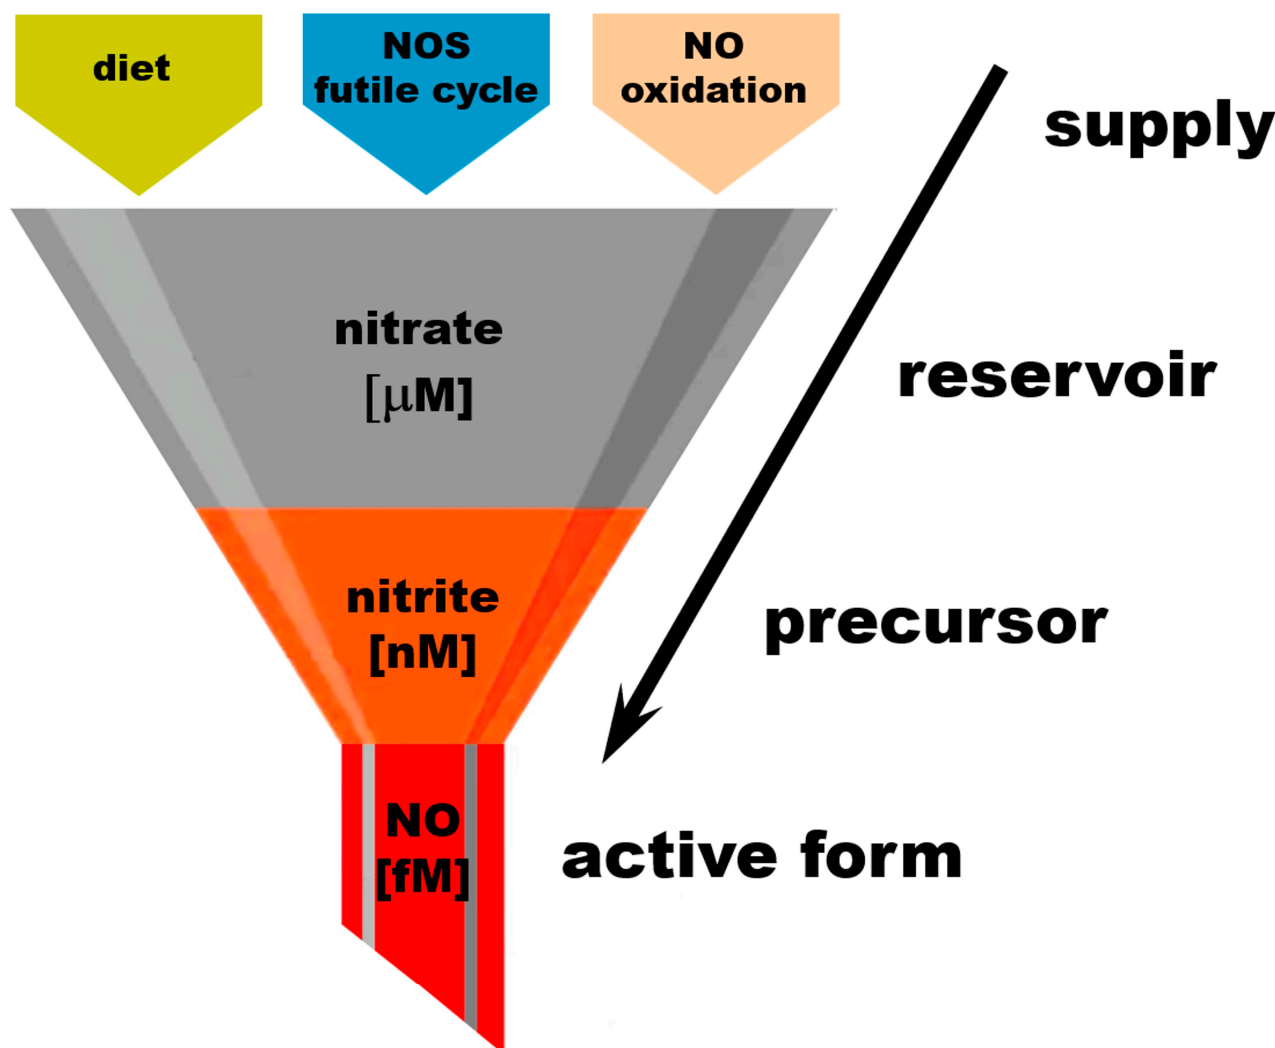 diet
NOS
futile cycle
NO
oxidation
supply
nitrate
[μM]
reservoir
nitrite
[nM]
precursor
NO
[fM]
active form